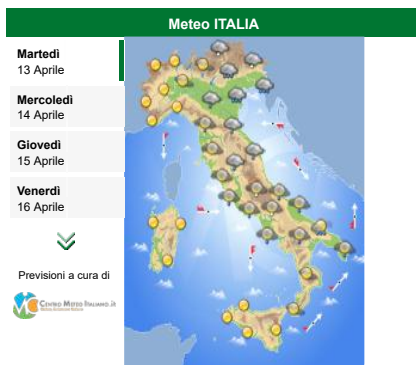 Meteo ITALIA
Martedì
13 Aprile
Mercoledì
14 Aprile
Giovedì
15 Aprile
Venerdì
16 Aprile
Previsioni a cura di
Centro Meteo Italiano.it